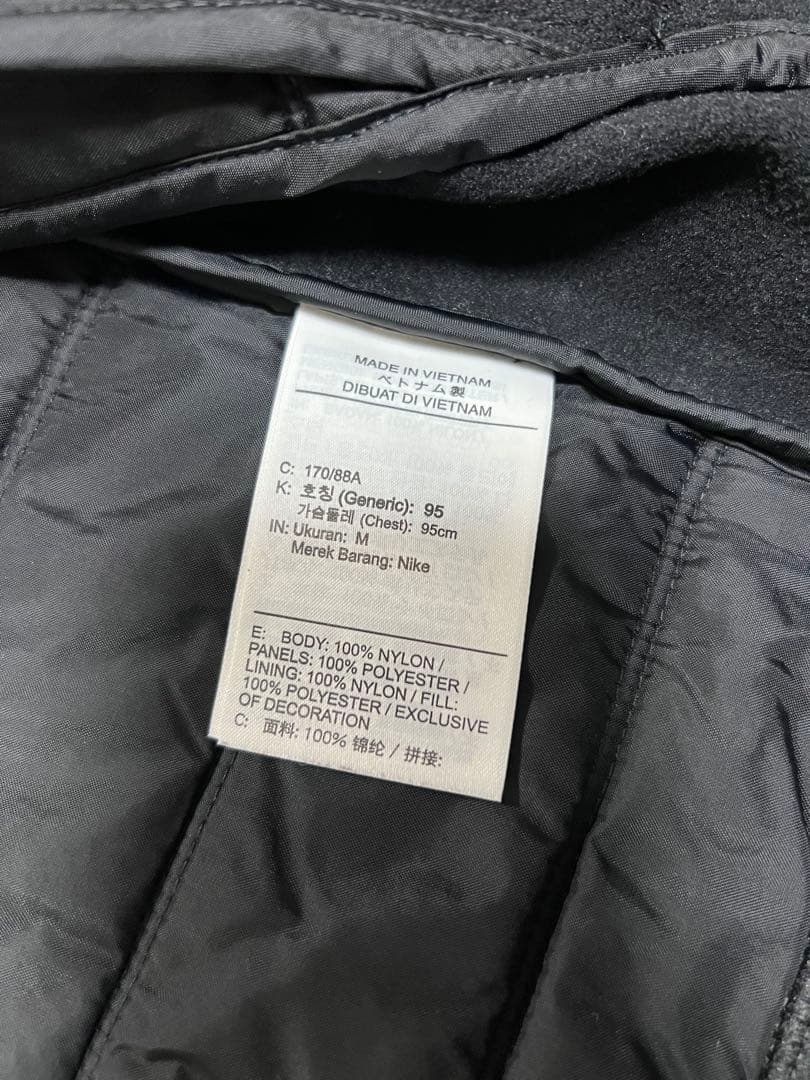 MADE IN VIETNAM
ベトナム製
DIBUAT DI VIETNAM
C: 170/88A
K: 호칭 (Generic): 95
가슴둘레 (Chest): 95cm
IN: Ukuran: M
Merek Barang: Nike
E: BODY: 100% NYLON /
PANELS: 100% POLYESTER /
LINING: 100% NYLON / FILL:
100% POLYESTER / EXCLUSIVE
OF DECORATION
C: 面料: 100% 锦纶 / 拼接: